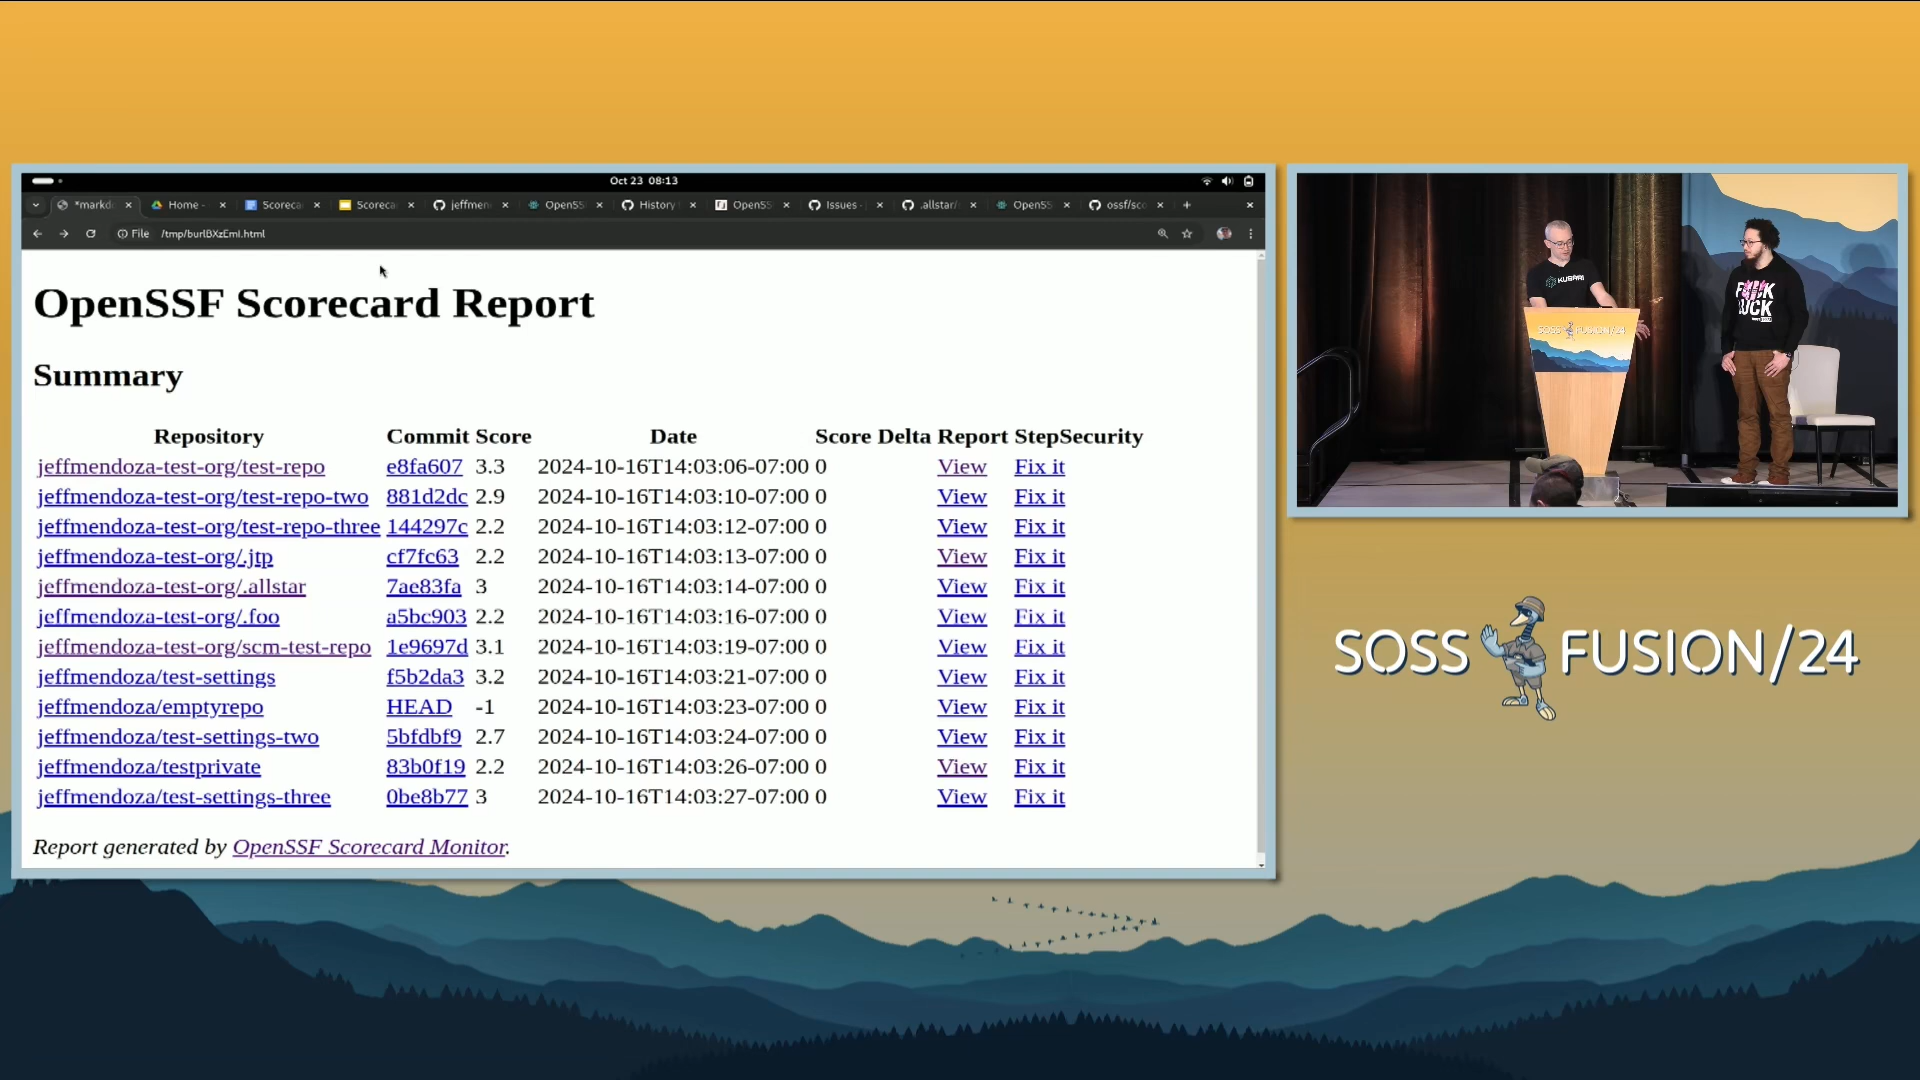 Oct 23 08:13
*markd Home - Scoreca Scoreca jeffmen OpenSS History OpenSS Issues - .allstar/ OpenSS ossf/sco
File /tmp/burlBXzEml.html
OpenSSF Scorecard Report
Summary
Repository Commit Score Date Score Delta Report StepSecurity
jeffmendoza-test-org/test-repo e8fa607 3.3 2024-10-16T14:03:06-07:00 0 View Fix it
jeffmendoza-test-org/test-repo-two 881d2dc 2.9 2024-10-16T14:03:10-07:00 0 View Fix it
jeffmendoza-test-org/test-repo-three 144297c 2.2 2024-10-16T14:03:12-07:00 0 View Fix it
jeffmendoza-test-org/.jtp cf7fc63 2.2 2024-10-16T14:03:13-07:00 0 View Fix it
jeffmendoza-test-org/.allstar 7ae83fa 3 2024-10-16T14:03:14-07:00 0 View Fix it
jeffmendoza-test-org/.foo a5bc903 2.2 2024-10-16T14:03:16-07:00 0 View Fix it
jeffmendoza-test-org/scm-test-repo 1e9697d 3.1 2024-10-16T14:03:19-07:00 0 View Fix it
jeffmendoza/test-settings f5b2da3 3.2 2024-10-16T14:03:21-07:00 0 View Fix it
jeffmendoza/emptyrepo HEAD -1 2024-10-16T14:03:23-07:00 0 View Fix it
jeffmendoza/test-settings-two 5bfdbf9 2.7 2024-10-16T14:03:24-07:00 0 View Fix it
jeffmendoza/testprivate 83b0f19 2.2 2024-10-16T14:03:26-07:00 0 View Fix it
jeffmendoza/test-settings-three 0be8b77 3 2024-10-16T14:03:27-07:00 0 View Fix it
Report generated by OpenSSF Scorecard Monitor.
KUSARI
SOSS FUSION/24
SOSS FUSION/24